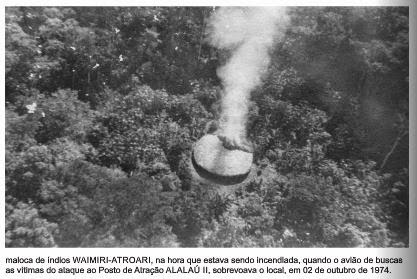 maloca de índios WAIMIRI-ATROARI, na hora que estava sendo incendiada, quando o avião de buscas
as vítimas do ataque ao Posto de Atração ALALAÚ II, sobrevoava o local, em 02 de outubro de 1974.